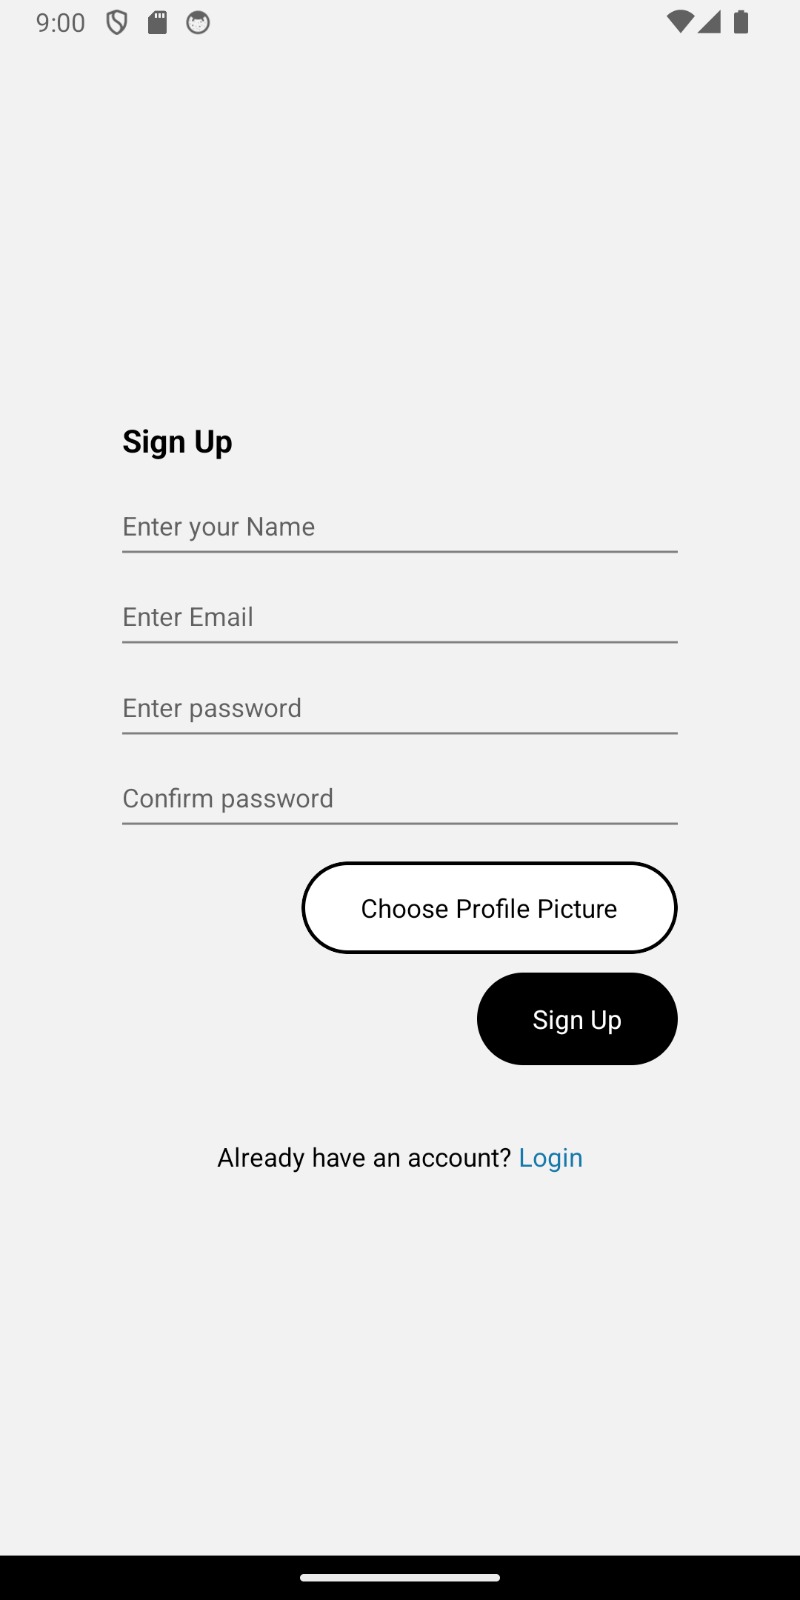 9:00
Sign Up
Enter your Name
Enter Email
Enter password
Confirm password
Choose Profile Picture
Sign Up
Already have an account? Login